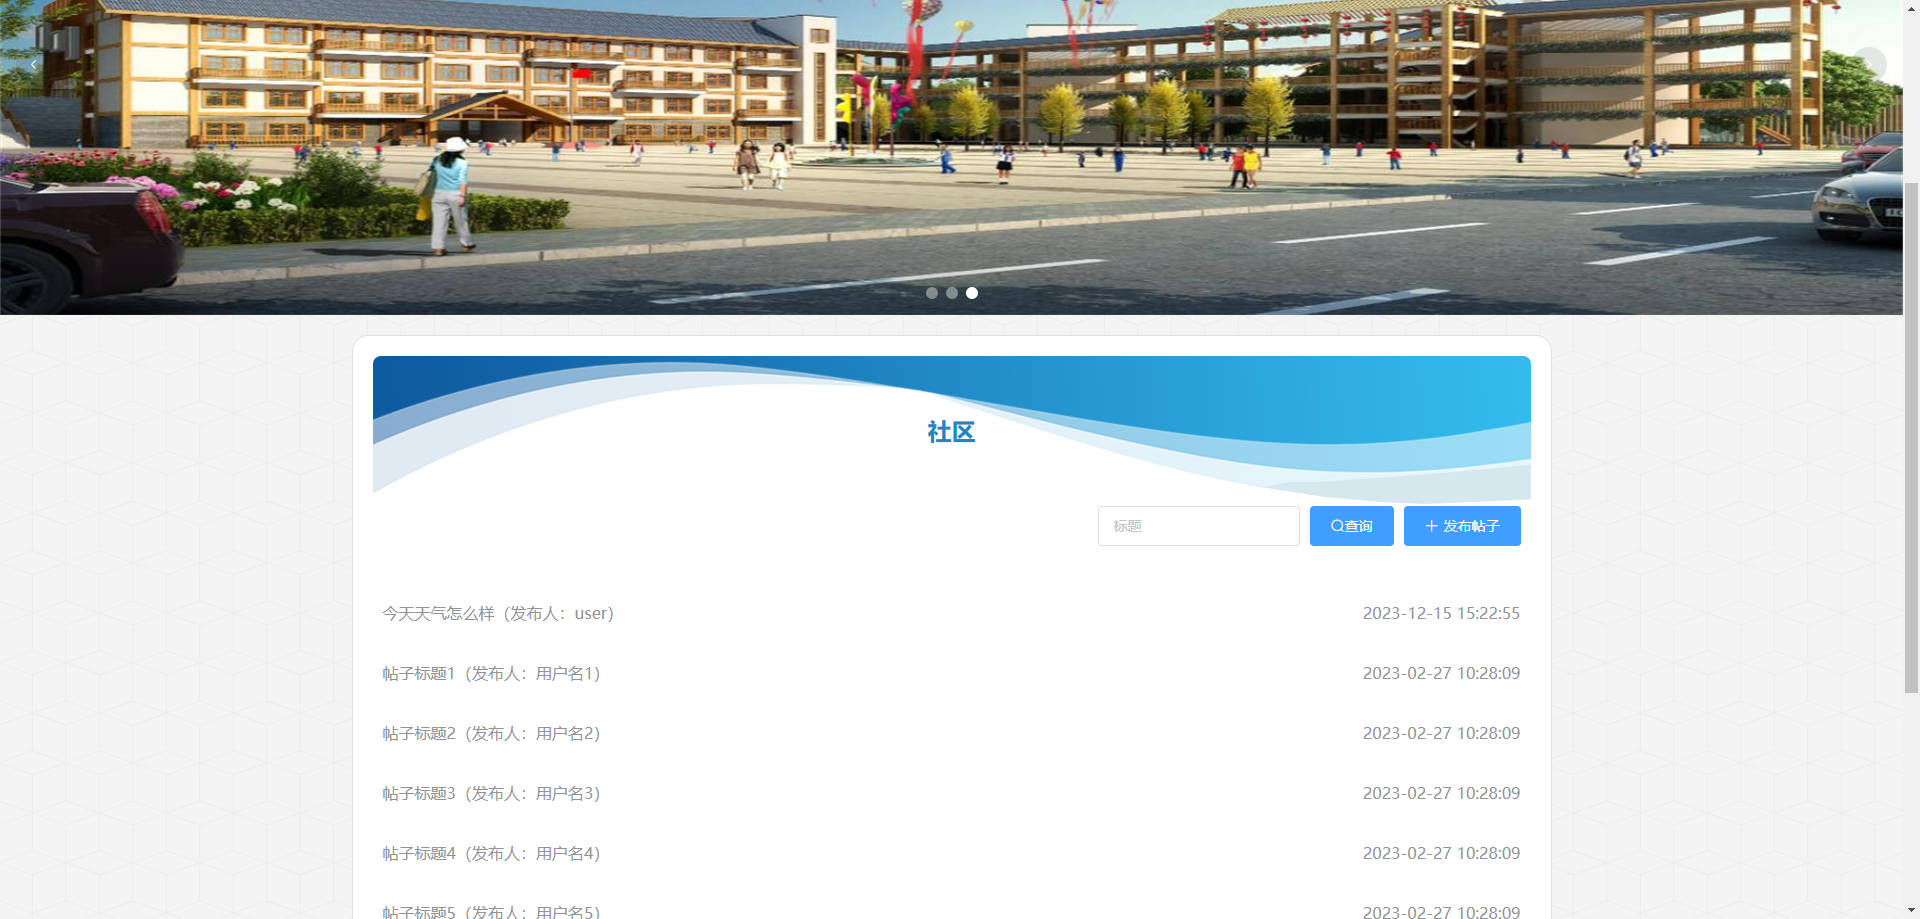 社区
标题
查询
发布帖子
今天天气怎么样（发布人：user） 2023-12-15 15:22:55
帖子标题1（发布人：用户名1） 2023-02-27 10:28:09
帖子标题2（发布人：用户名2） 2023-02-27 10:28:09
帖子标题3（发布人：用户名3） 2023-02-27 10:28:09
帖子标题4（发布人：用户名4） 2023-02-27 10:28:09
帖子标题5（发布人：用户名5） 2023-02-27 10:28:09